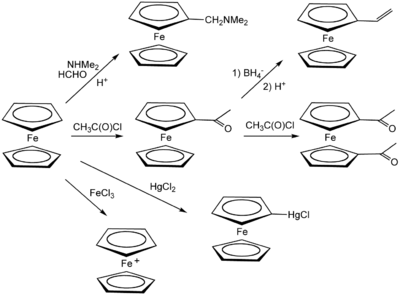 CH₂NMe₂
Fe
Fe
NHMe₂
HCHO
H⁺
1) BH₄⁻
2) H⁺
CH₃C(O)Cl
O
CH₃C(O)Cl
O
Fe
Fe
Fe
O
FeCl₃
HgCl₂
HgCl
Fe
Fe⁺